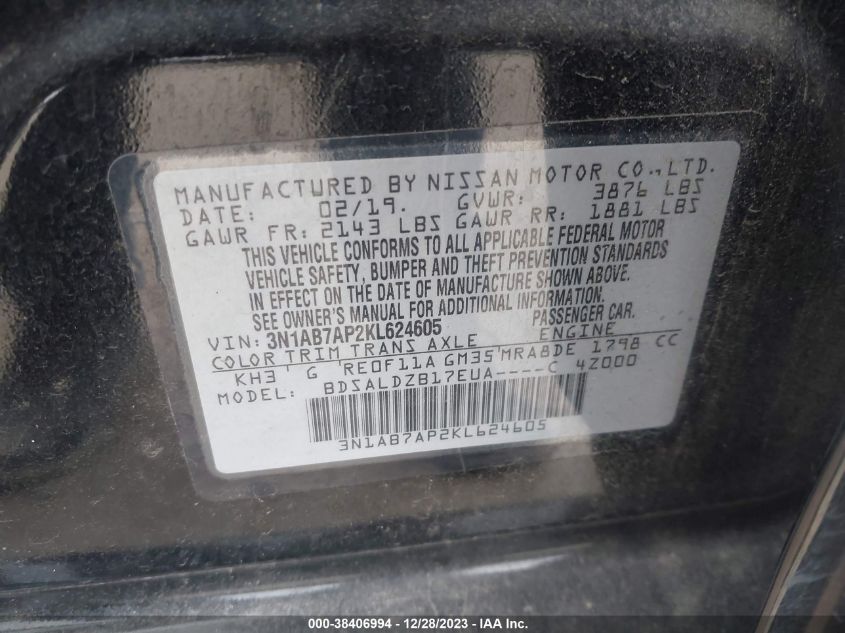 MANUFACTURED BY NISSAN MOTOR CO.,LTD.
DATE: 02/19. GVWR: 3876 LBS
GAWR FR: 2143 LBS GAWR RR: 1881 LBS
THIS VEHICLE CONFORMS TO ALL APPLICABLE FEDERAL MOTOR
VEHICLE SAFETY, BUMPER AND THEFT PREVENTION STANDARDS
IN EFFECT ON THE DATE OF MANUFACTURE SHOWN ABOVE.
SEE OWNER'S MANUAL FOR ADDITIONAL INFORMATION.
VIN: 3N1AB7AP2KL624605 PASSENGER CAR.
COLOR TRIM TRANS AXLE ENGINE
KH3 G RE0F11A GM35 MRA8DE 1798 CC
MODEL: BDSALDZB17EUA----C 4Z000
3N1AB7AP2KL624605
000-38406994 - 12/28/2023 - © IAA Inc.